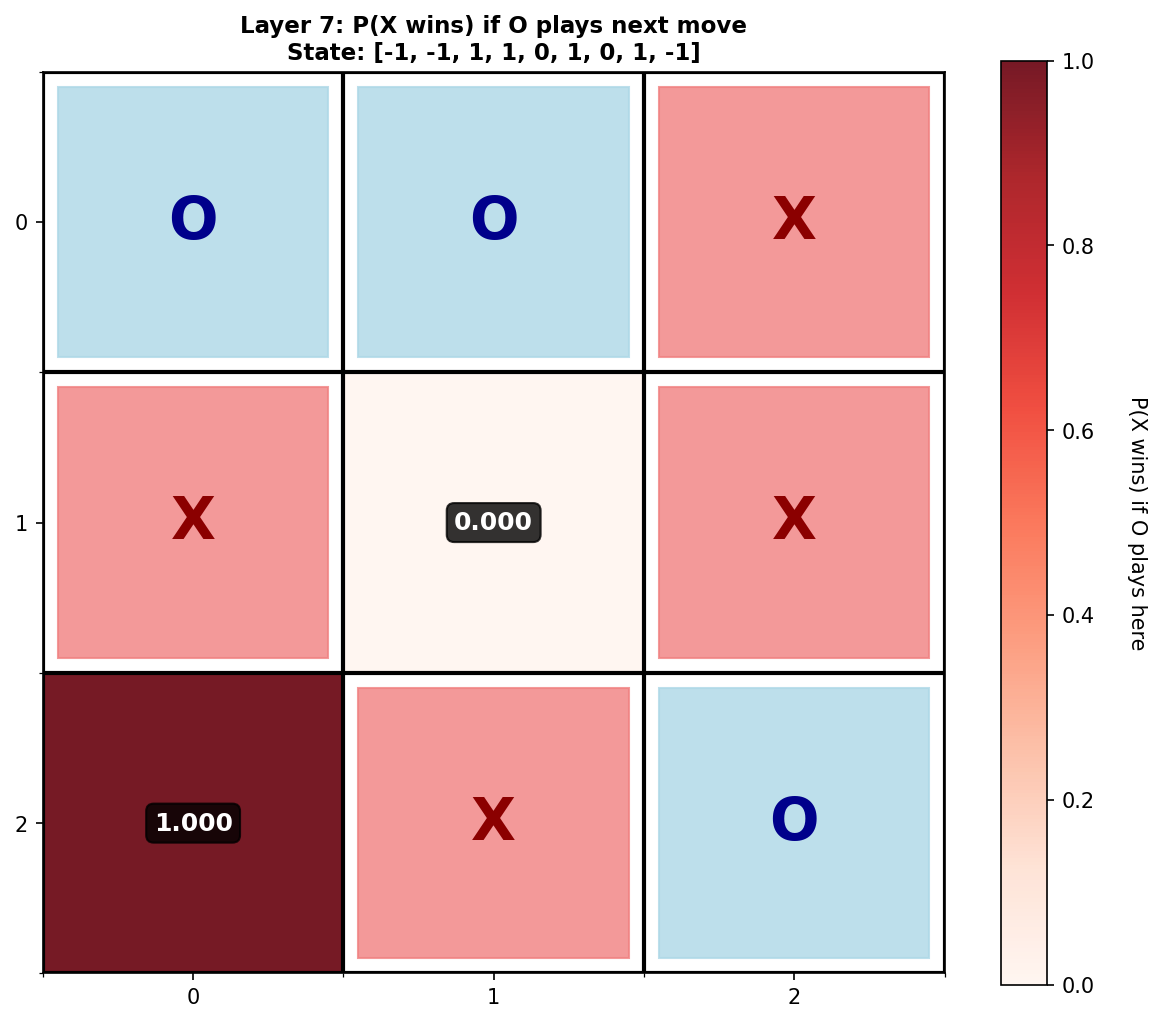 Layer 7: P(X wins) if O plays next move
State: [-1, -1, 1, 1, 0, 1, 0, 1, -1]
0
O
O
X
1
X
0.000
X
2
1.000
X
O
0
1
2
1.0
0.8
0.6
0.4
0.2
0.0
P(X wins) if O plays here